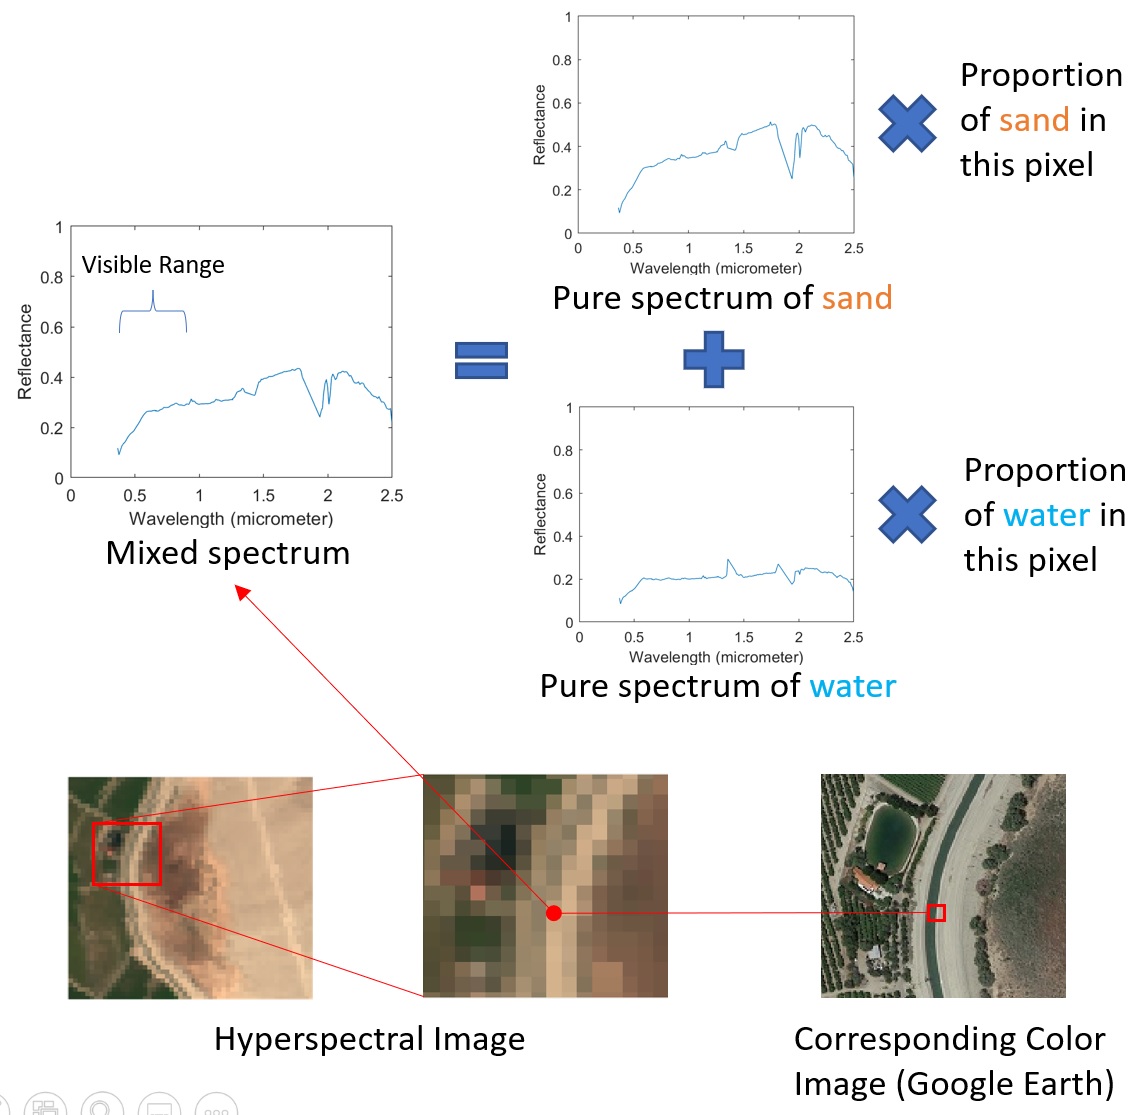 1
0.8
0.6
0.4
0.2
0
0 0.5 1 1.5 2 2.5
Reflectance
Wavelength (micrometer)
Pure spectrum of sand
Proportion
of sand in
this pixel
1
0.8
0.6
0.4
0.2
0
0 0.5 1 1.5 2 2.5
Visible Range
Reflectance
Wavelength (micrometer)
Mixed spectrum
1
0.8
0.6
0.4
0.2
0
0 0.5 1 1.5 2 2.5
Reflectance
Wavelength (micrometer)
Pure spectrum of water
Proportion
of water in
this pixel
Hyperspectral Image
Corresponding Color
Image (Google Earth)